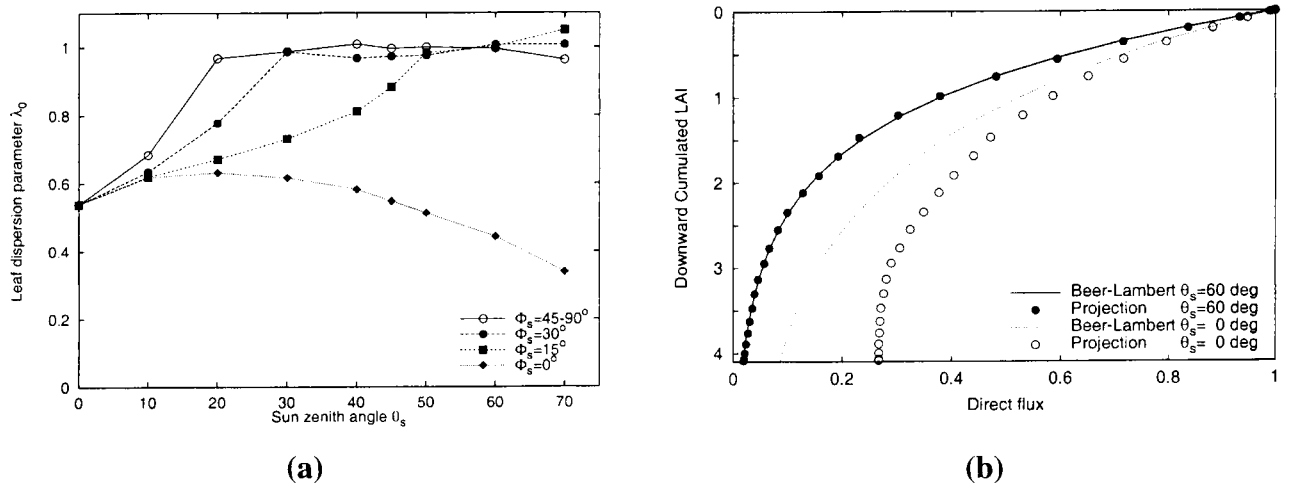 Leaf dispersion parameter λ₀
1.2
1
0.8
0.6
0.4
0.2
0
0 10 20 30 40 50 60 70
Sun zenith angle θₛ
Φₛ=45-90°
Φₛ=30°
Φₛ=15°
Φₛ=0°
(a)
Downward Cumulated LAI
0
1
2
3
4
0 0.2 0.4 0.6 0.8 1
Direct flux
Beer-Lambert θₛ=60 deg
Projection θₛ=60 deg
Beer-Lambert θₛ= 0 deg
Projection θₛ= 0 deg
(b)